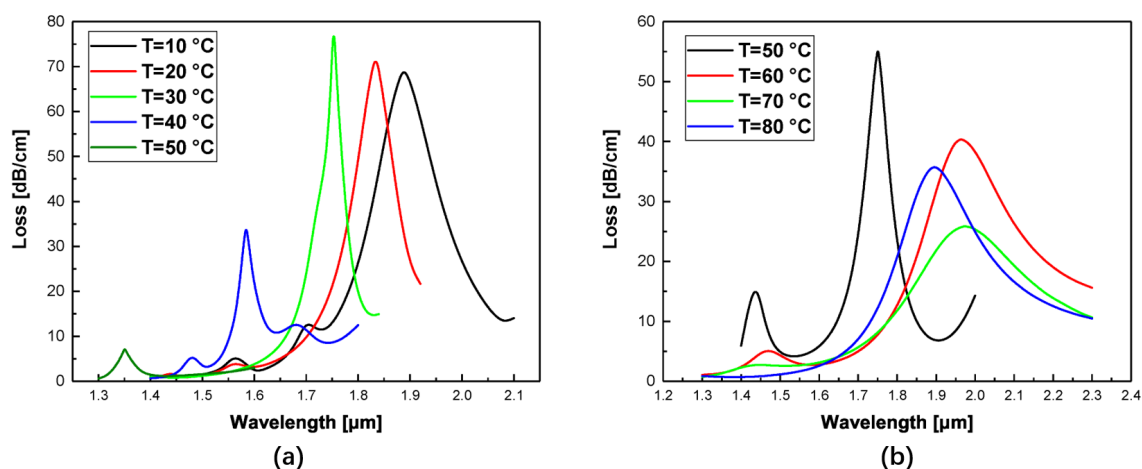 80
70
60
50
40
30
20
10
0
Loss [dB/cm]
T=10 °C
T=20 °C
T=30 °C
T=40 °C
T=50 °C
1.3 1.4 1.5 1.6 1.7 1.8 1.9 2.0 2.1
Wavelength [µm]
(a)
60
50
40
30
20
10
0
Loss [dB/cm]
T=50 °C
T=60 °C
T=70 °C
T=80 °C
1.2 1.3 1.4 1.5 1.6 1.7 1.8 1.9 2.0 2.1 2.2 2.3 2.4
Wavelength [µm]
(b)